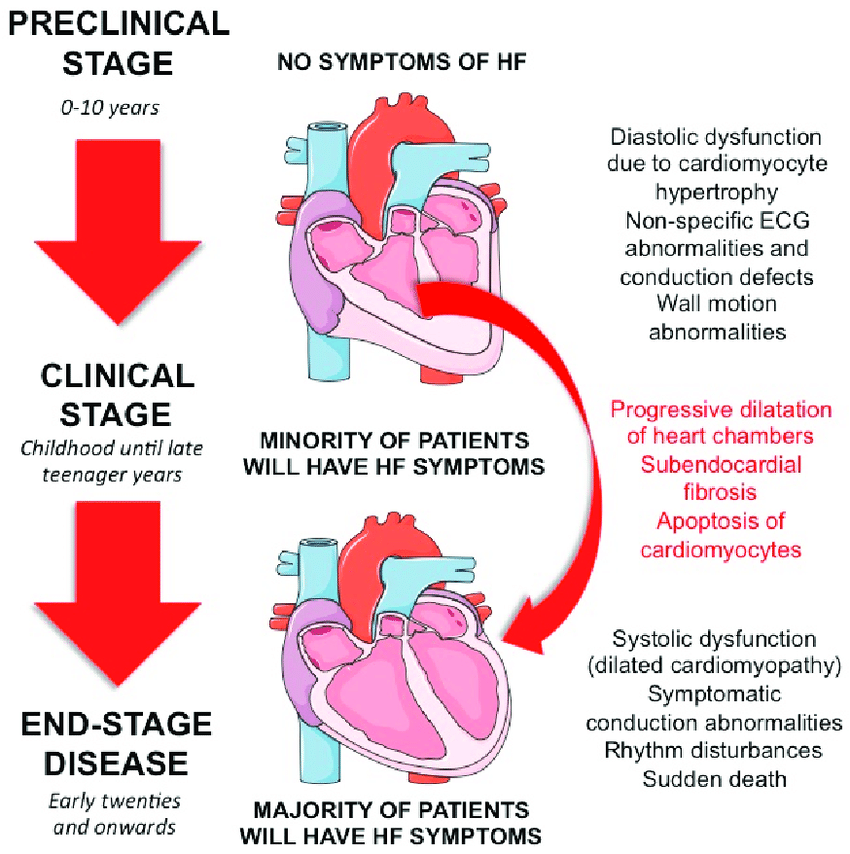 PRECLINICAL
STAGE
0-10 years
NO SYMPTOMS OF HF
Diastolic dysfunction
due to cardiomyocyte
hypertrophy
Non-specific ECG
abnormalities and
conduction defects
Wall motion
abnormalities
CLINICAL
STAGE
Childhood until late
teenager years
MINORITY OF PATIENTS
WILL HAVE HF SYMPTOMS
Progressive dilatation
of heart chambers
Subendocardial
fibrosis
Apoptosis of
cardiomyocytes
END-STAGE
DISEASE
Early twenties
and onwards
MAJORITY OF PATIENTS
WILL HAVE HF SYMPTOMS
Systolic dysfunction
(dilated cardiomyopathy)
Symptomatic
conduction abnormalities
Rhythm disturbances
Sudden death